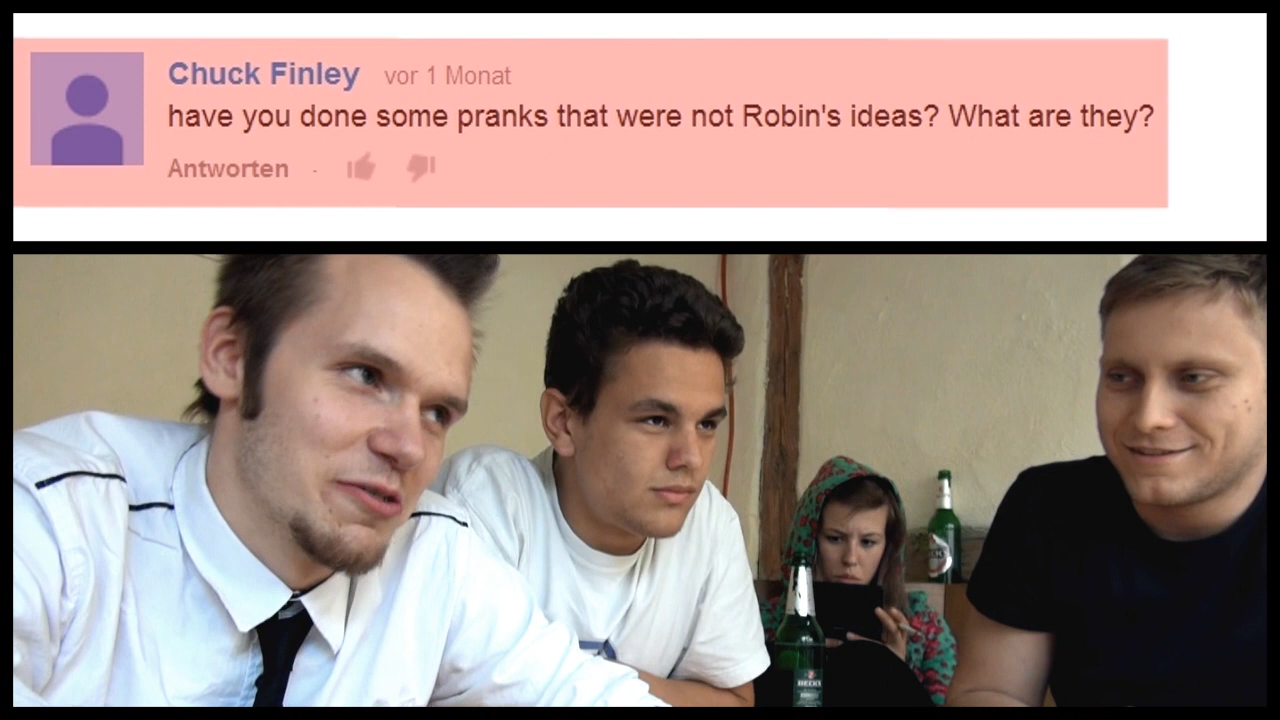 Chuck Finley vor 1 Monat
have you done some pranks that were not Robin's ideas? What are they?
Antworten ·
BECK'S